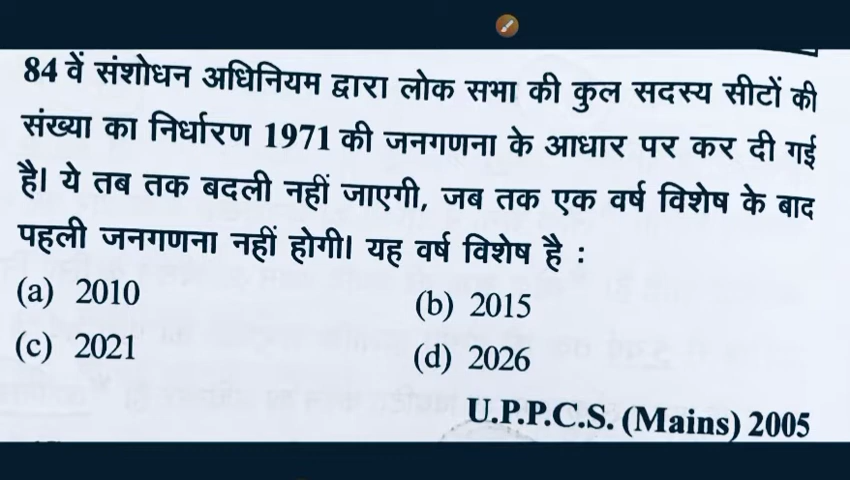 84 वें संशोधन अधिनियम द्वारा लोक सभा की कुल सदस्य सीटों की
संख्या का निर्धारण 1971 की जनगणना के आधार पर कर दी गई
है। ये तब तक बदली नहीं जाएगी, जब तक एक वर्ष विशेष के बाद
पहली जनगणना नहीं होगी। यह वर्ष विशेष है :
(a) 2010
(b) 2015
(c) 2021
(d) 2026
U.P.P.C.S. (Mains) 2005